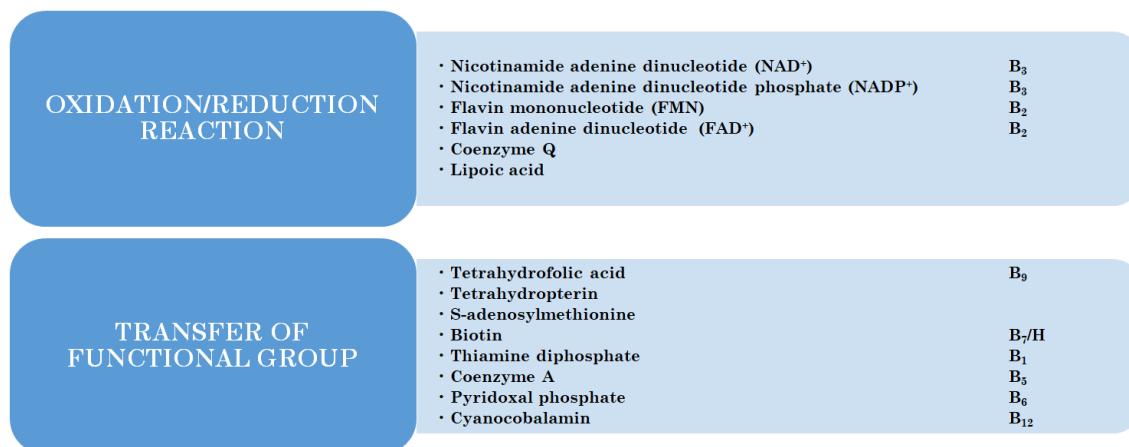 OXIDATION/REDUCTION
REACTION
· Nicotinamide adenine dinucleotide (NAD⁺) B₃
· Nicotinamide adenine dinucleotide phosphate (NADP⁺) B₃
· Flavin mononucleotide (FMN) B₂
· Flavin adenine dinucleotide (FAD⁺) B₂
· Coenzyme Q
· Lipoic acid
TRANSFER OF
FUNCTIONAL GROUP
· Tetrahydrofolic acid B₉
· Tetrahydropterin
· S-adenosylmethionine
· Biotin B₇/H
· Thiamine diphosphate B₁
· Coenzyme A B₅
· Pyridoxal phosphate B₆
· Cyanocobalamin B₁₂